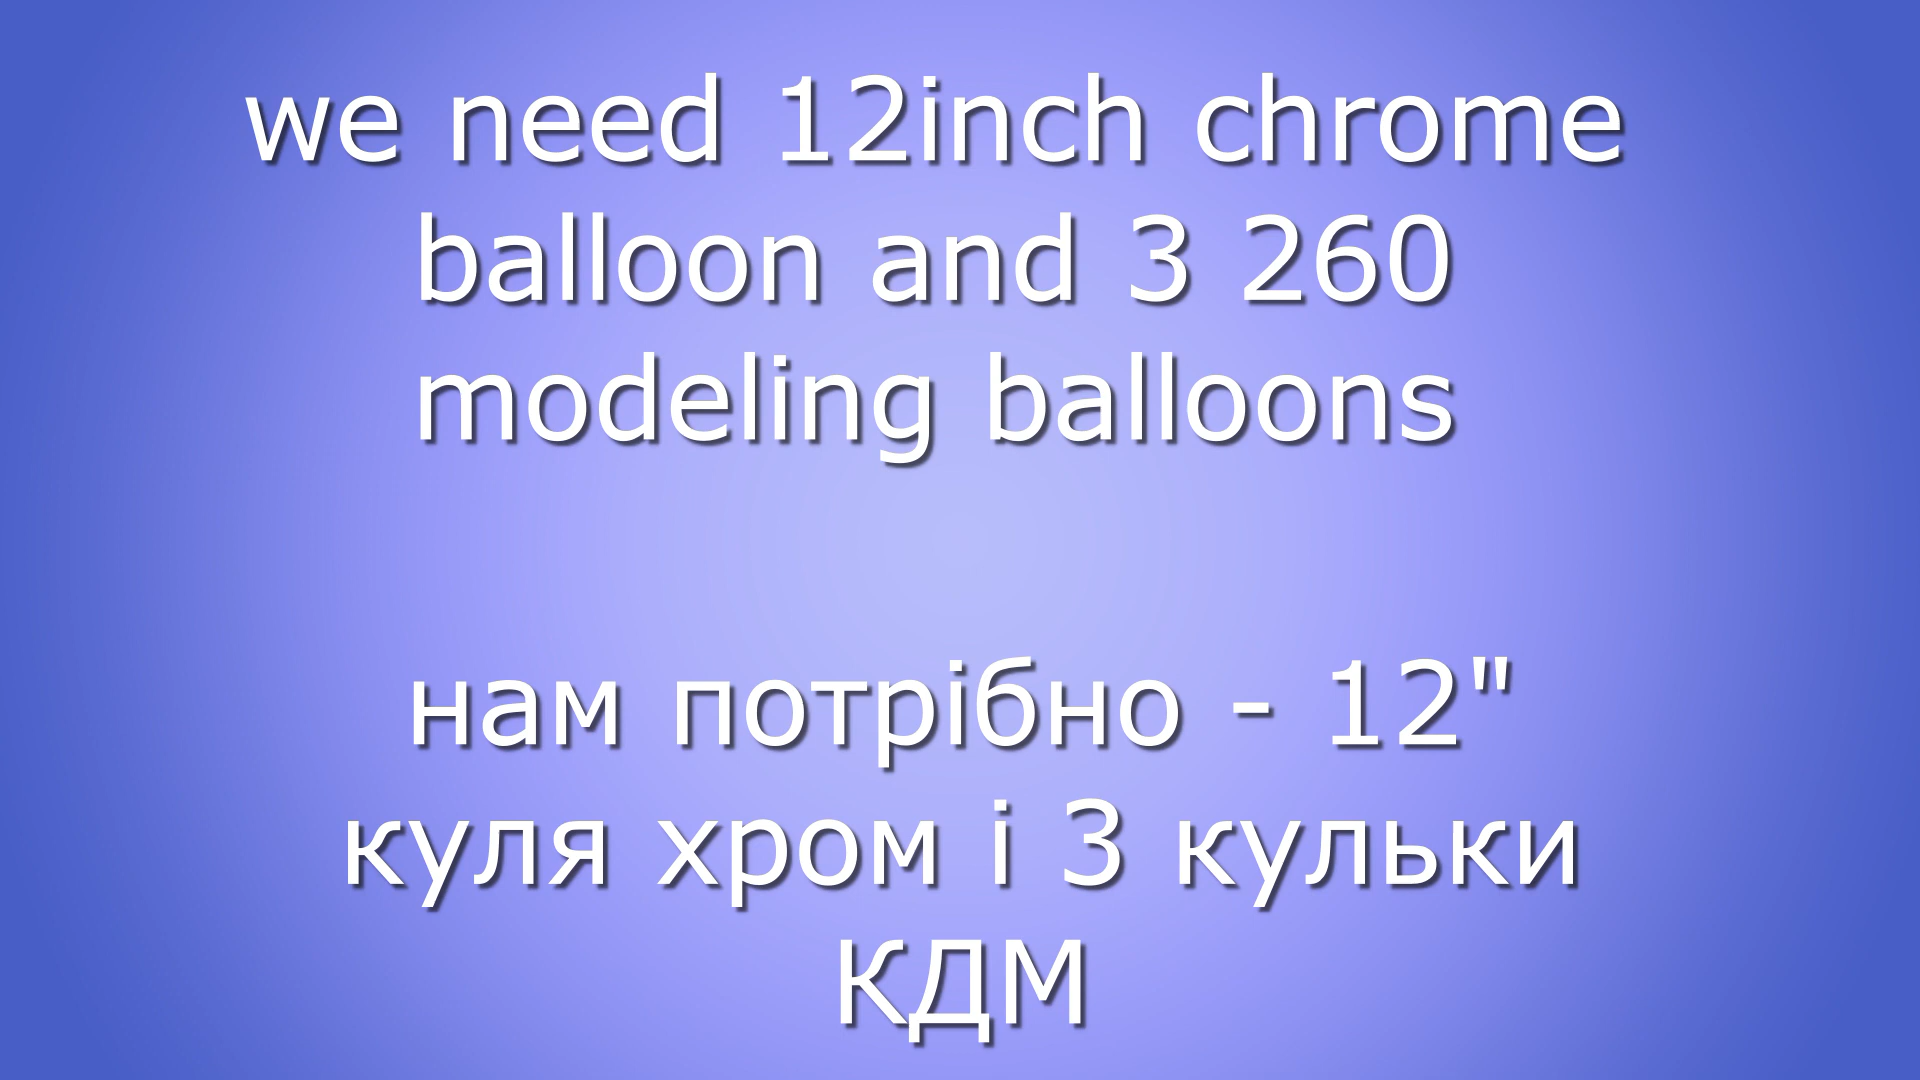 we need 12inch chrome
balloon and 3 260
modeling balloons
нам потрібно - 12"
куля хром і 3 кульки
КДМ